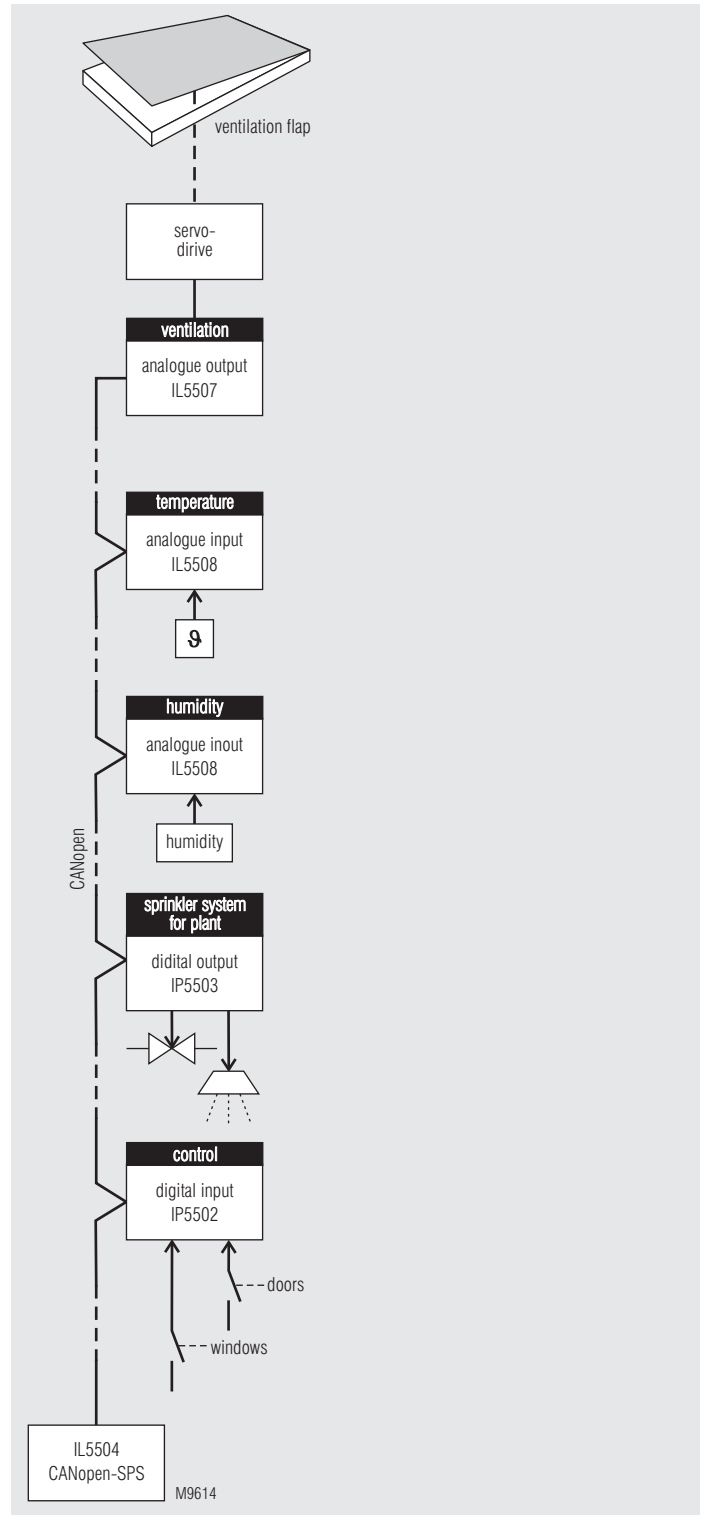 ventilation flap
servo-
dirive
ventilation
analogue output
IL5507
temperature
analogue input
IL5508
ϑ
humidity
analogue inout
IL5508
humidity
CANopen
sprinkler system
for plant
didital output
IP5503
control
digital input
IP5502
doors
windows
IL5504
CANopen-SPS
M9614